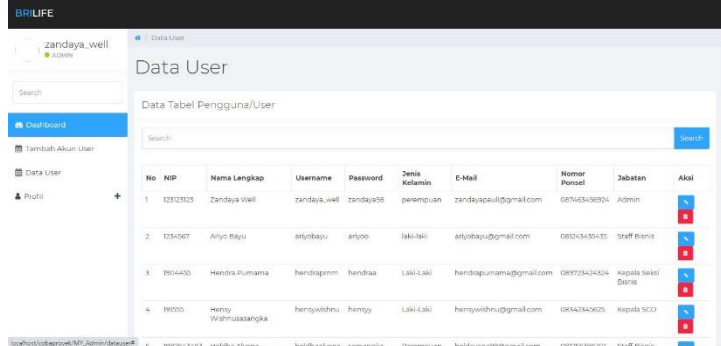 BRILIFE
zandaya_well
ADMIN
Search
Dashboard
Tambah Akun User
Data User
Profil +
/ Data User
Data User
Data Tabel Pengguna/User
Search Search
No NIP Nama Lengkap Username Password Jenis Kelamin E-Mail Nomor Ponsel Jabatan Aksi
1 123123123 Zandaya Well zandaya_well zandaya98 perempuan zandayapaull@gmail.com 087463456924 Admin
2 1234567 Ariyo Bayu ariyobayu ariyoo laki-laki ariyobayu@gmail.com 081243435435 Staff Bisnis
3 1904455 Hendra Purnama hendraprnm hendraa Laki-Laki hendrapurnama@gmail.com 089723424324 Kepala Seksi Bisnis
4 191555 Hensy Wishnusasangka hensywishnu hensyy Laki-Laki hensywishnu@gmail.com 08342345625 Kepala SCO
localhost/cobaproyek/MY_Admin/datauser#